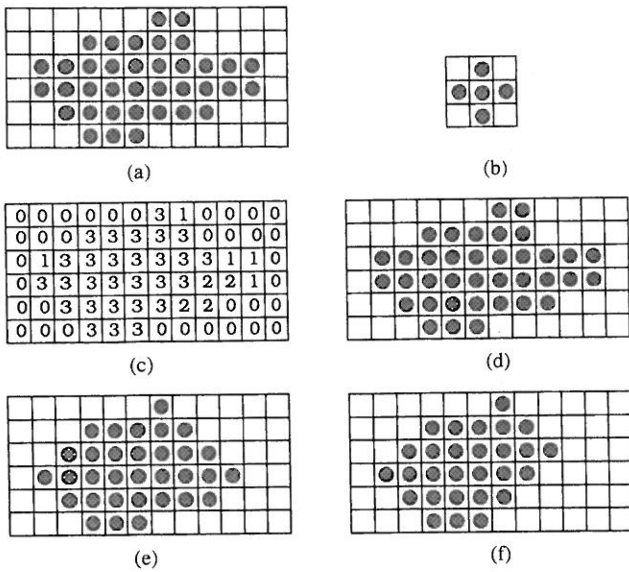 (a)
(b)
0 0 0 0 0 0 3 1 0 0 0 0
0 0 0 3 3 3 3 3 0 0 0 0
0 1 3 3 3 3 3 3 3 1 1 0
0 3 3 3 3 3 3 3 2 2 1 0
0 0 3 3 3 3 3 2 2 0 0 0
0 0 0 3 3 3 0 0 0 0 0 0
(c)
(d)
(e)
(f)